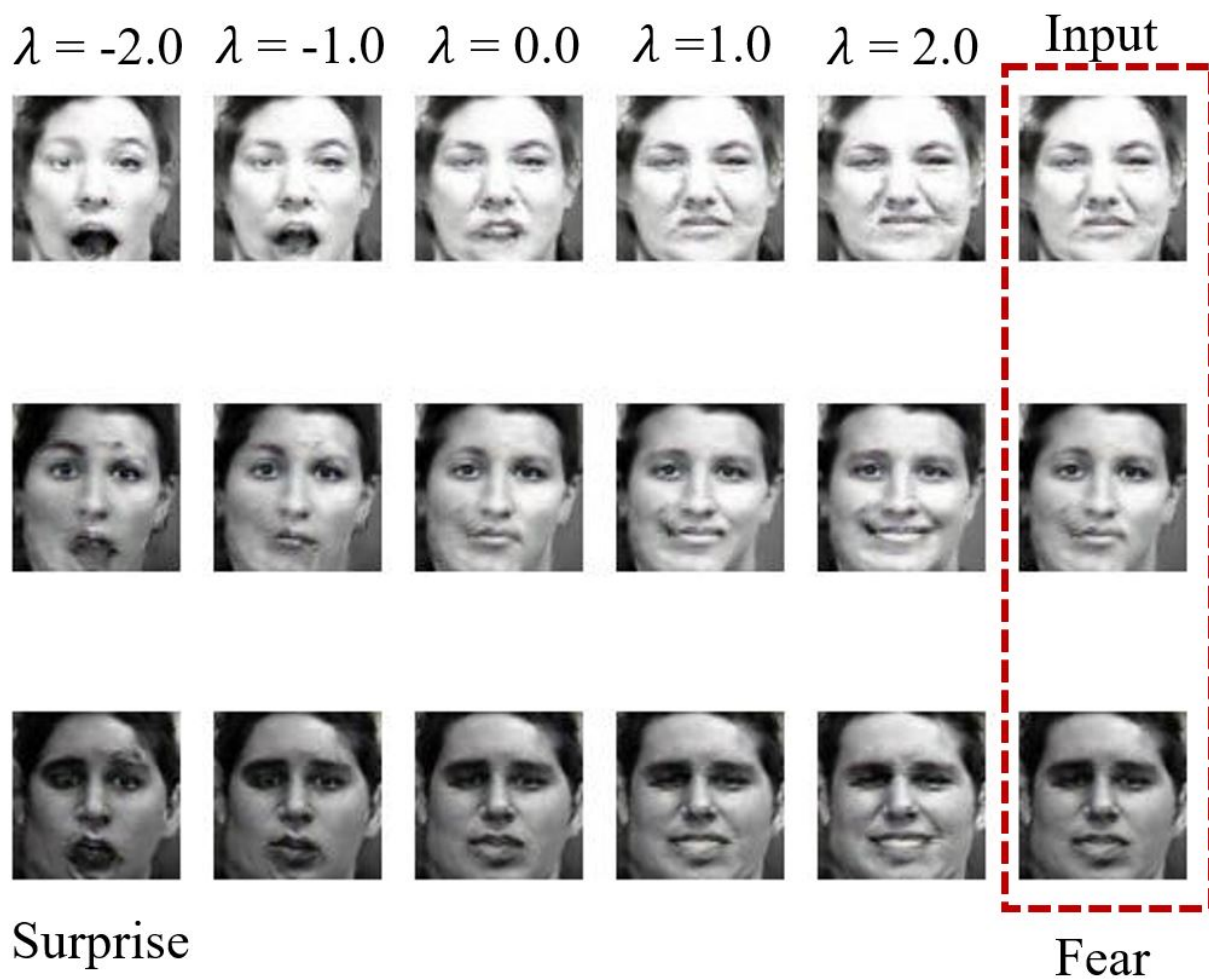 λ = -2.0 λ = -1.0 λ = 0.0 λ =1.0 λ = 2.0 Input
Surprise
Fear